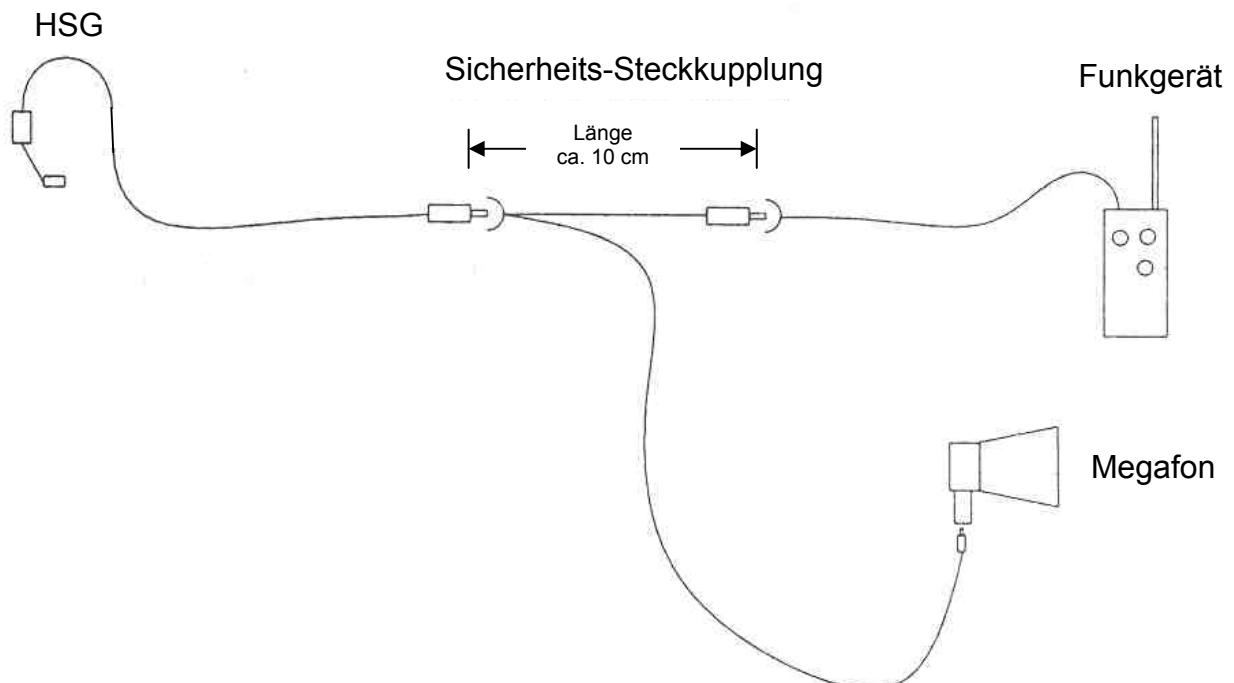 HSG
Sicherheits-Steckkupplung
Funkgerät
Länge
ca. 10 cm
Megafon